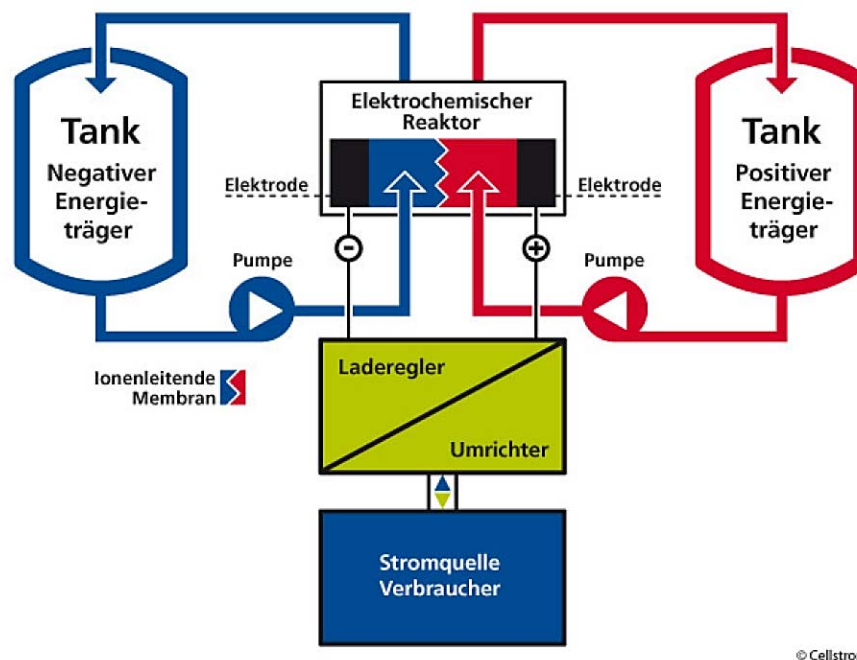 Elektrochemischer
Reaktor
Tank
Negativer
Energie-
träger
Tank
Positiver
Energie-
träger
Elektrode
Elektrode
-
+
Pumpe
Pumpe
Ionenleitende
Membran
Laderegler
Umrichter
Stromquelle
Verbraucher
© Cellstrom